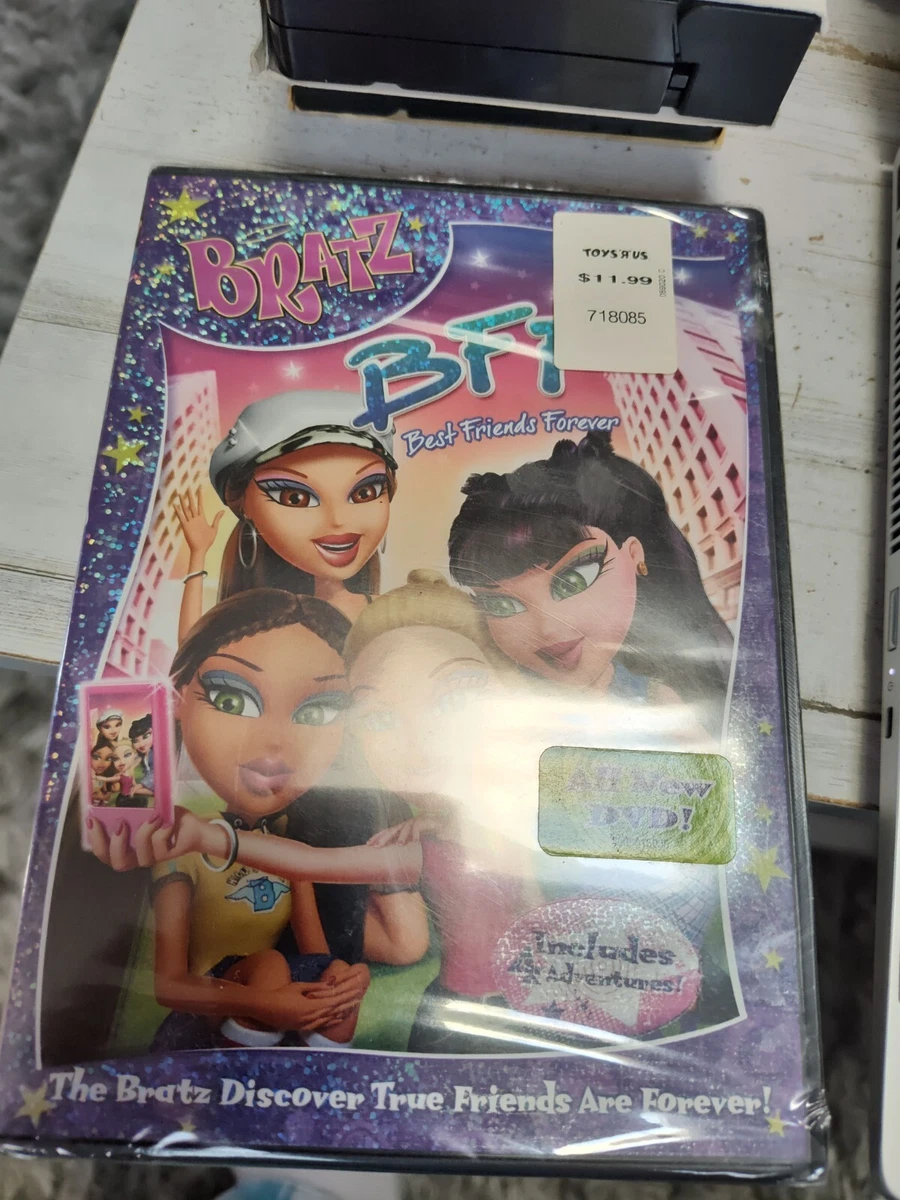 BRATZ
TOYS"R"US
$11.99
718085
BFF
Best Friends Forever
All New
DVD!
Includes
4 Adventures!
The Bratz Discover True Friends Are Forever!